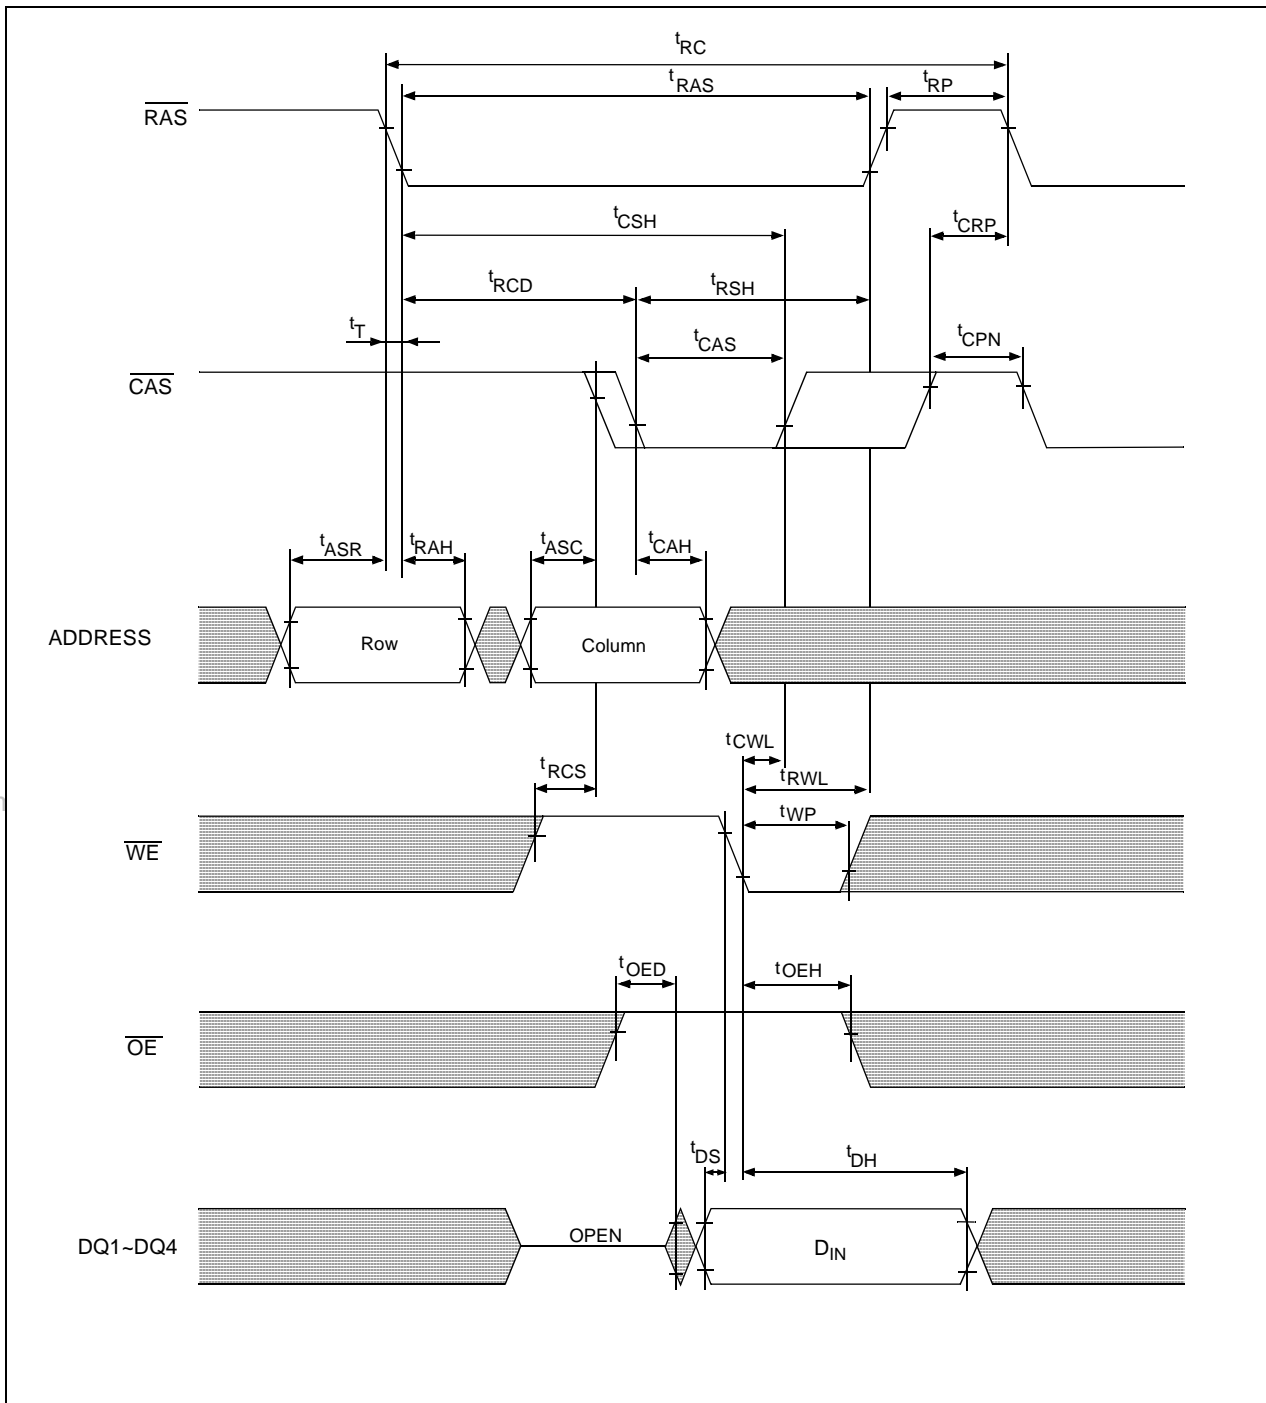 tRC
tRAS
tRP
RAS
tCSH
tCRP
tRCD
tRSH
tT
tCAS
tCPN
CAS
tASR
tRAH
tASC
tCAH
ADDRESS
Row
Column
tCWL
tRCS
tRWL
tWP
WE
tOED
tOEH
OE
tDS
tDH
DQ1~DQ4
OPEN
DIN